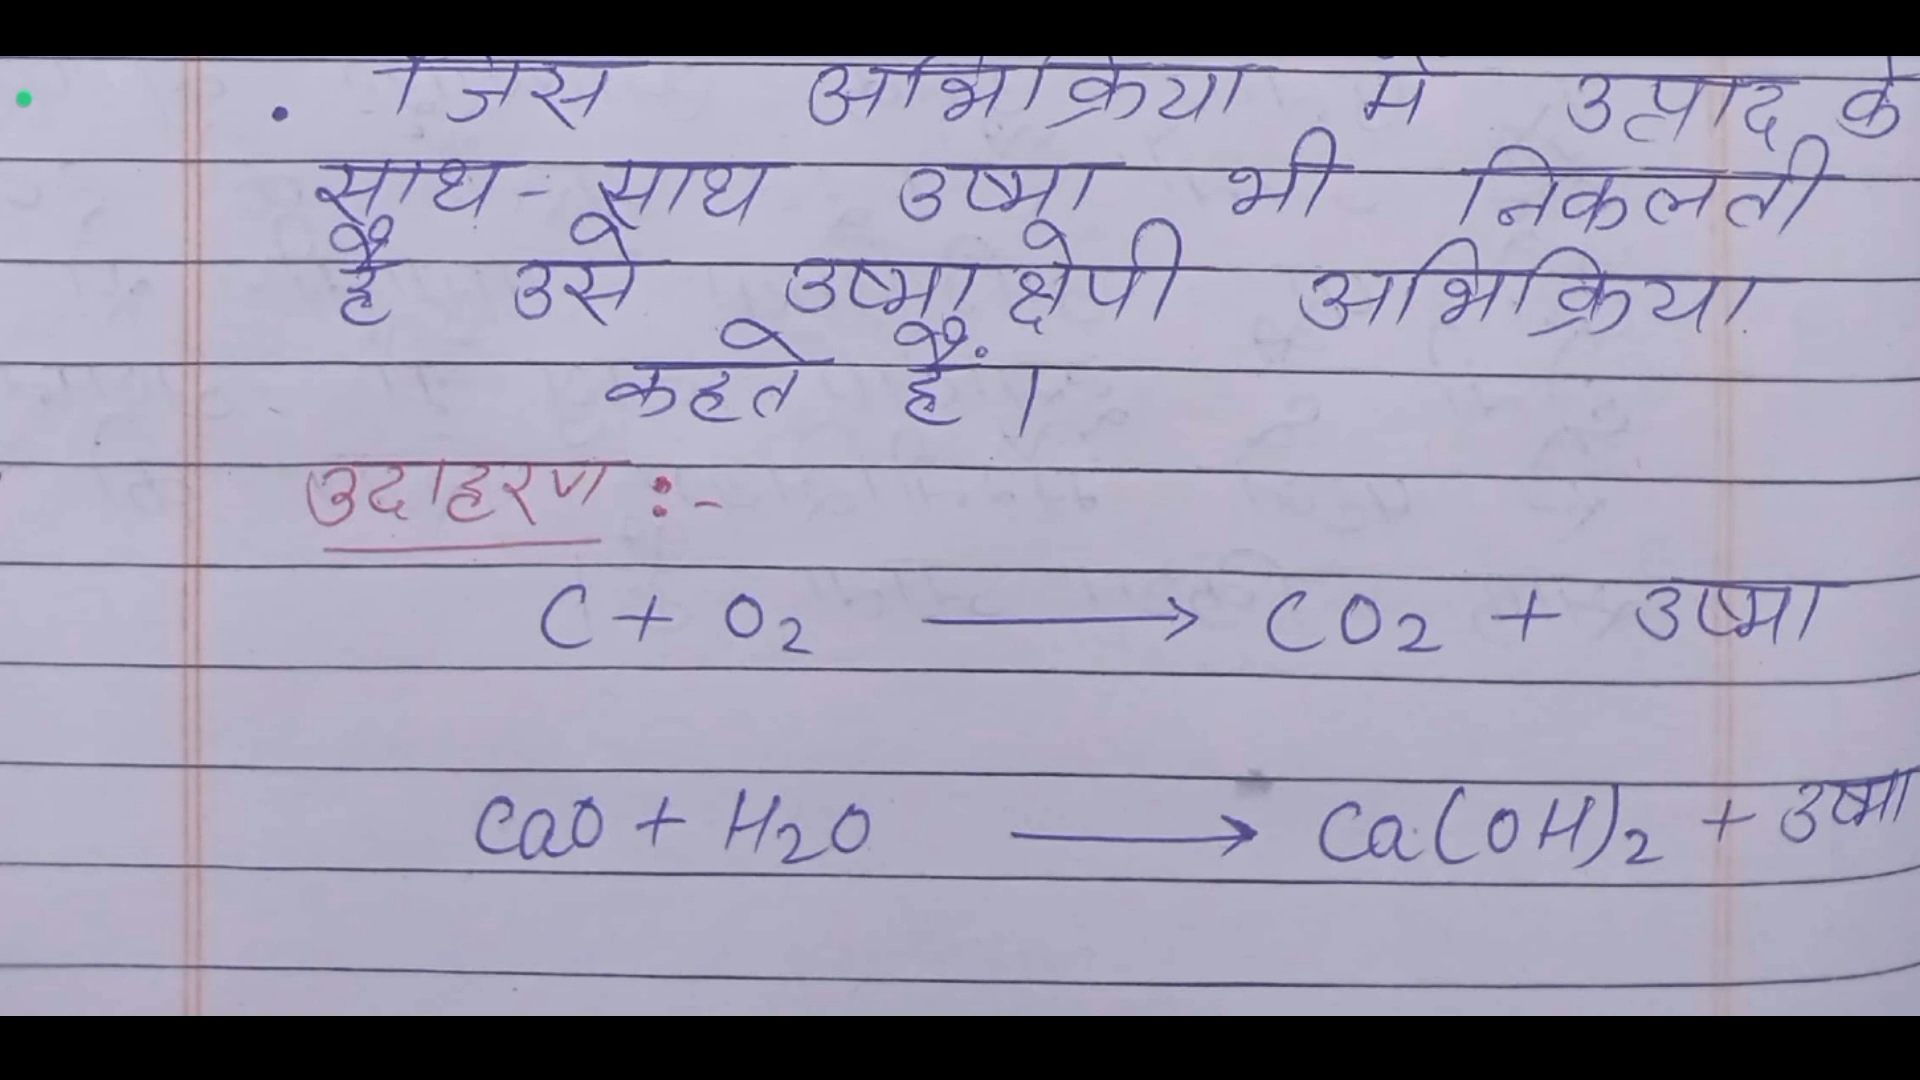 . जिस अभिक्रिया में उत्पाद के
साथ-साथ उष्मा भी निकलती
है उसे उष्माक्षेपी अभिक्रिया
कहते हैं।
उदाहरण :-
C + O₂ ⟶ CO₂ + उष्मा
CaO + H₂O ⟶ Ca(OH)₂ + उष्मा